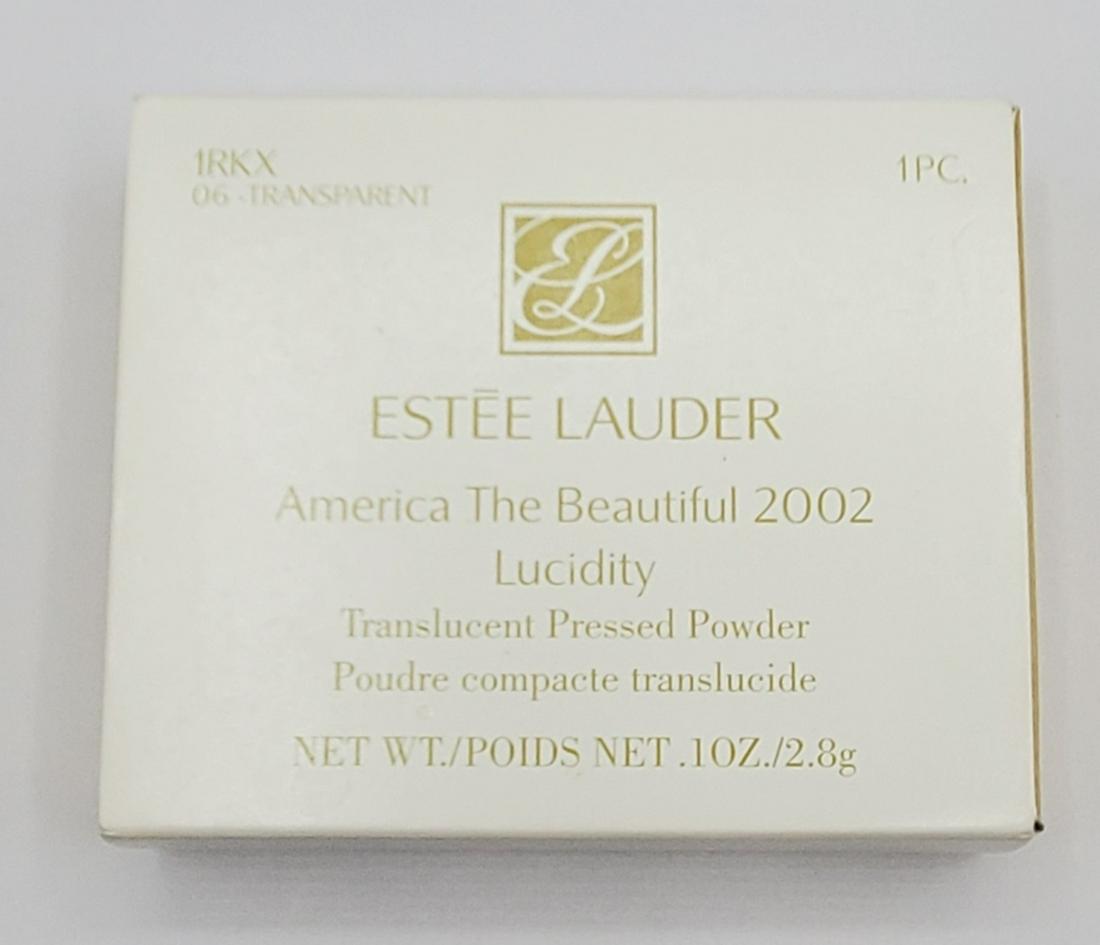 1RKX
06 -TRANSPARENT
1PC.
EL
ESTĒE LAUDER
America The Beautiful 2002
Lucidity
Translucent Pressed Powder
Poudre compacte translucide
NET WT./POIDS NET .1OZ./2.8g